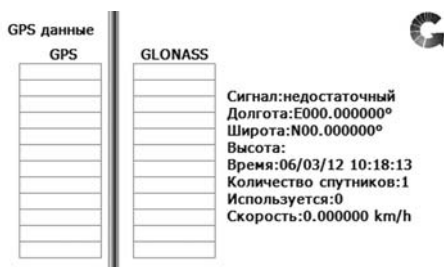 GPS данные
GPS
GLONASS
Сигнал:недостаточный
Долгота:E000.000000°
Широта:N00.000000°
Высота:
Время:06/03/12 10:18:13
Количество спутников:1
Используется:0
Скорость:0.000000 km/h